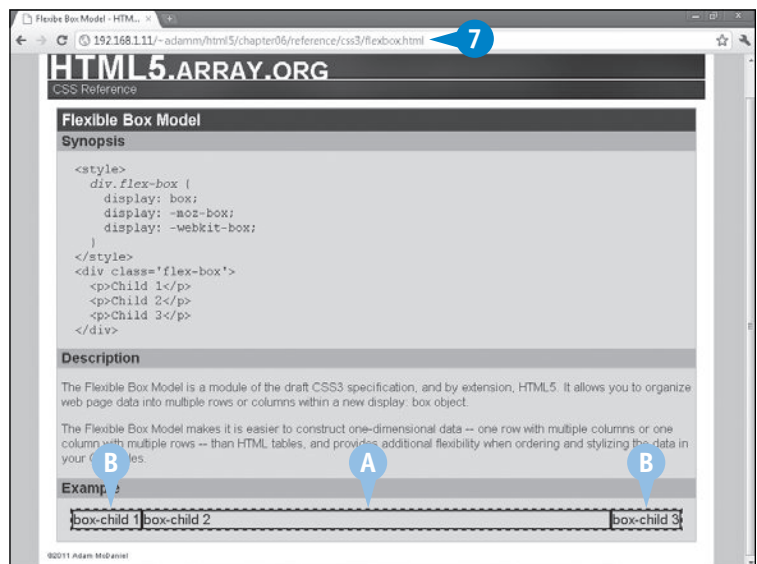 Flexibe Box Model - HTM...
192.168.1.11/~adamm/html5/chapter06/reference/css3/flexbox.html
7
HTML5.ARRAY.ORG
CSS Reference
Flexible Box Model
Synopsis
<style>
div.flex-box {
display: box;
display: -moz-box;
display: -webkit-box;
}
</style>
<div class='flex-box'>
<p>Child 1</p>
<p>Child 2</p>
<p>Child 3</p>
</div>
Description
The Flexible Box Model is a module of the draft CSS3 specification, and by extension, HTML5. It allows you to organize
web page data into multiple rows or columns within a new display: box object.
The Flexible Box Model makes it is easier to construct one-dimensional data -- one row with multiple columns or one
column with multiple rows -- than HTML tables, and provides additional flexibility when ordering and stylizing the data in
your
B
A
B
Example
box-child 1
box-child 2
box-child 3
©2011 Adam McDaniel